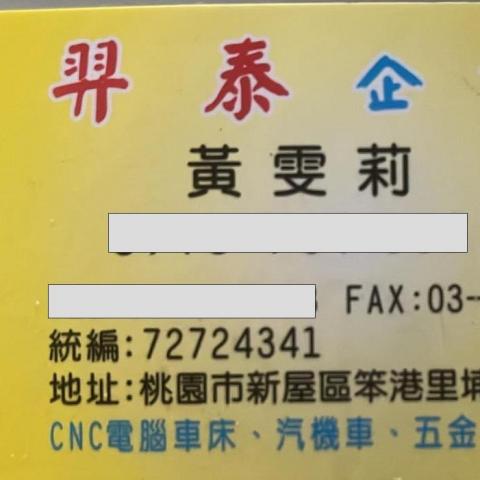 羿泰企
黃雯莉
FAX:03-
統編:72724341
地址:桃園市新屋區笨港里埔
CNC電腦車床、汽機車、五金